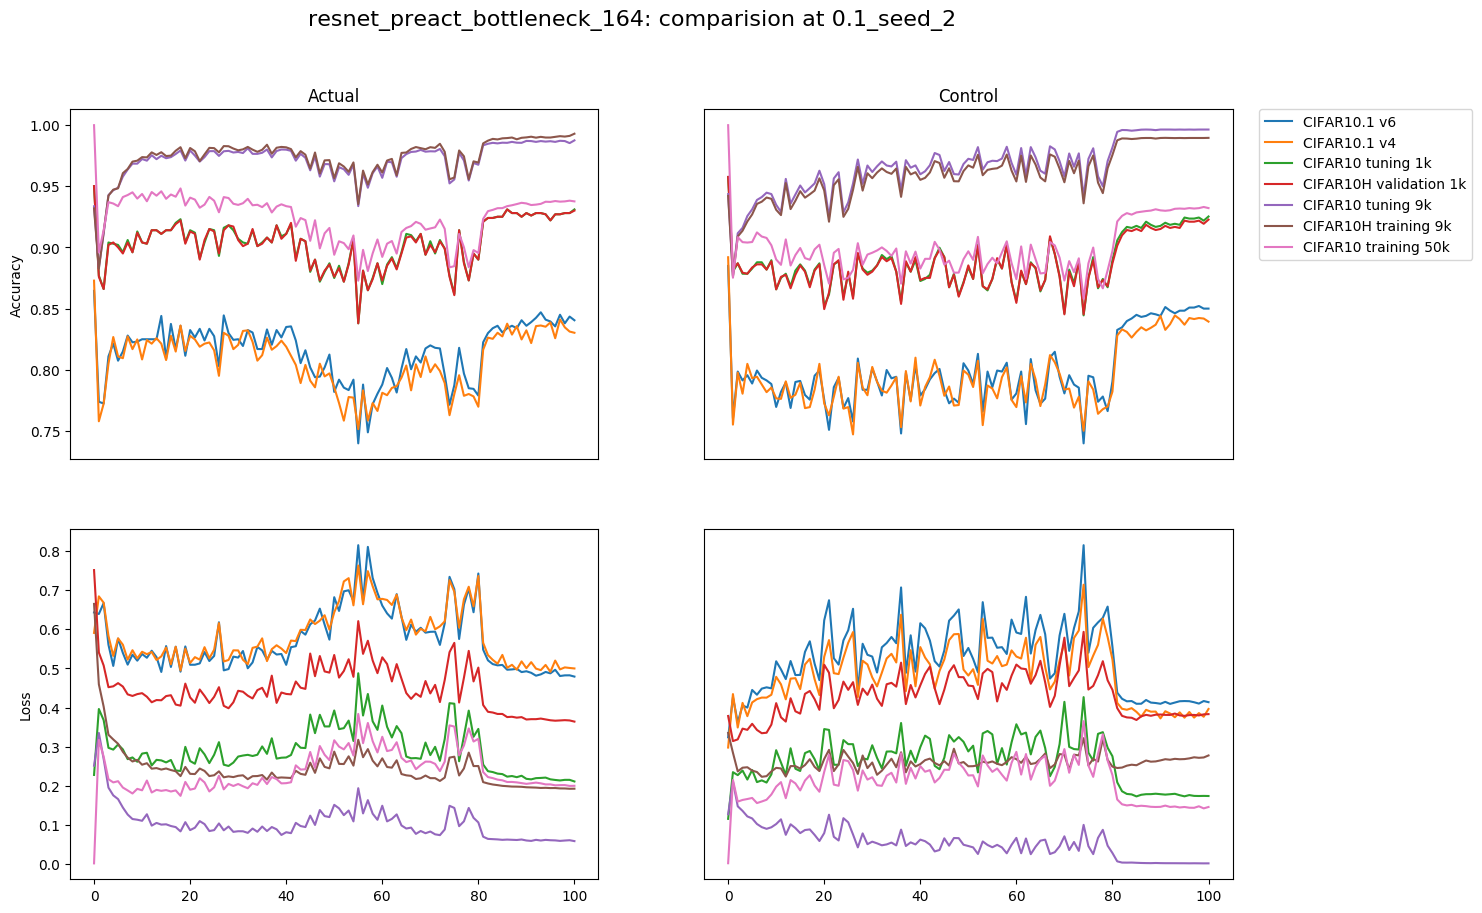 resnet_preact_bottleneck_164: comparision at 0.1_seed_2
Actual
Control
Accuracy
1.00
0.95
0.90
0.85
0.80
0.75
CIFAR10.1 v6
CIFAR10.1 v4
CIFAR10 tuning 1k
CIFAR10H validation 1k
CIFAR10 tuning 9k
CIFAR10H training 9k
CIFAR10 training 50k
Loss
0.8
0.7
0.6
0.5
0.4
0.3
0.2
0.1
0.0
0 20 40 60 80 100
0 20 40 60 80 100